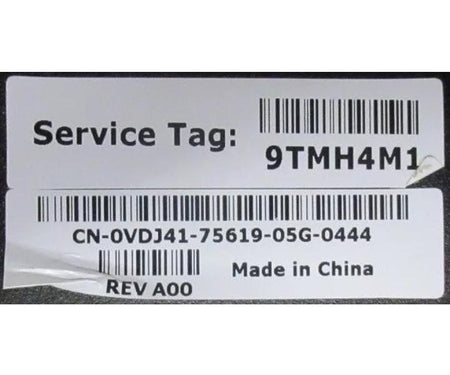 Service Tag:
9TMH4M1
CN-0VDJ41-75619-05G-0444
Made in China
REV A00